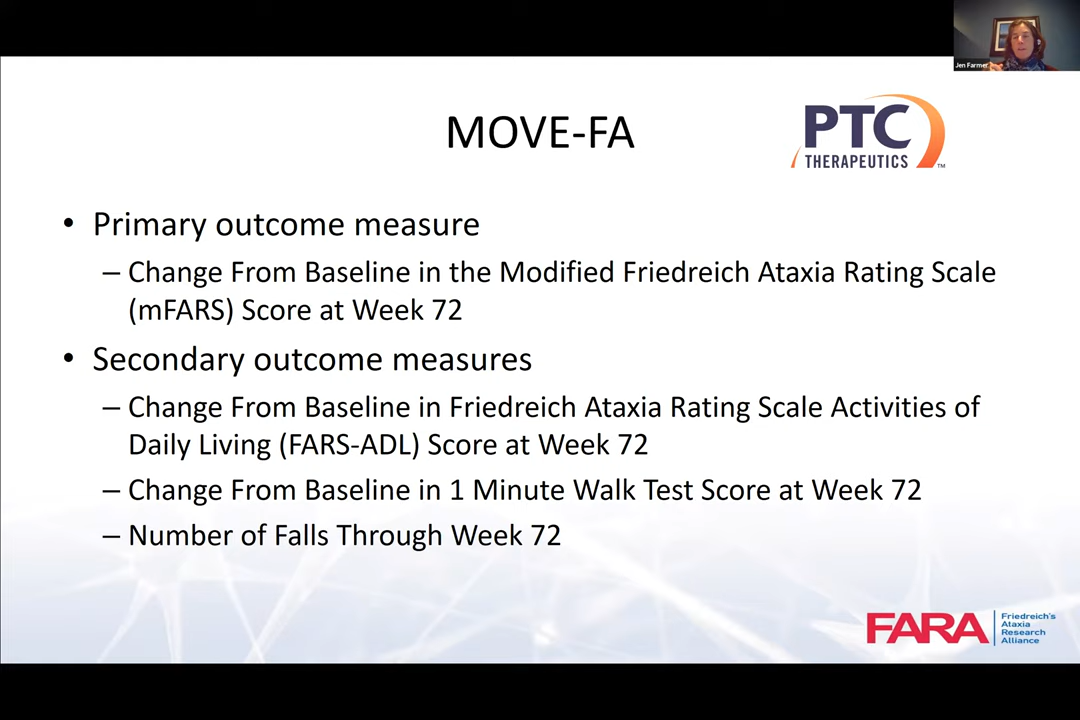 Jen Farmer
MOVE-FA
PTC
THERAPEUTICS™
• Primary outcome measure
– Change From Baseline in the Modified Friedreich Ataxia Rating Scale
(mFARS) Score at Week 72
• Secondary outcome measures
– Change From Baseline in Friedreich Ataxia Rating Scale Activities of
Daily Living (FARS-ADL) Score at Week 72
– Change From Baseline in 1 Minute Walk Test Score at Week 72
– Number of Falls Through Week 72
FARA
Friedreich's
Ataxia
Research
Alliance